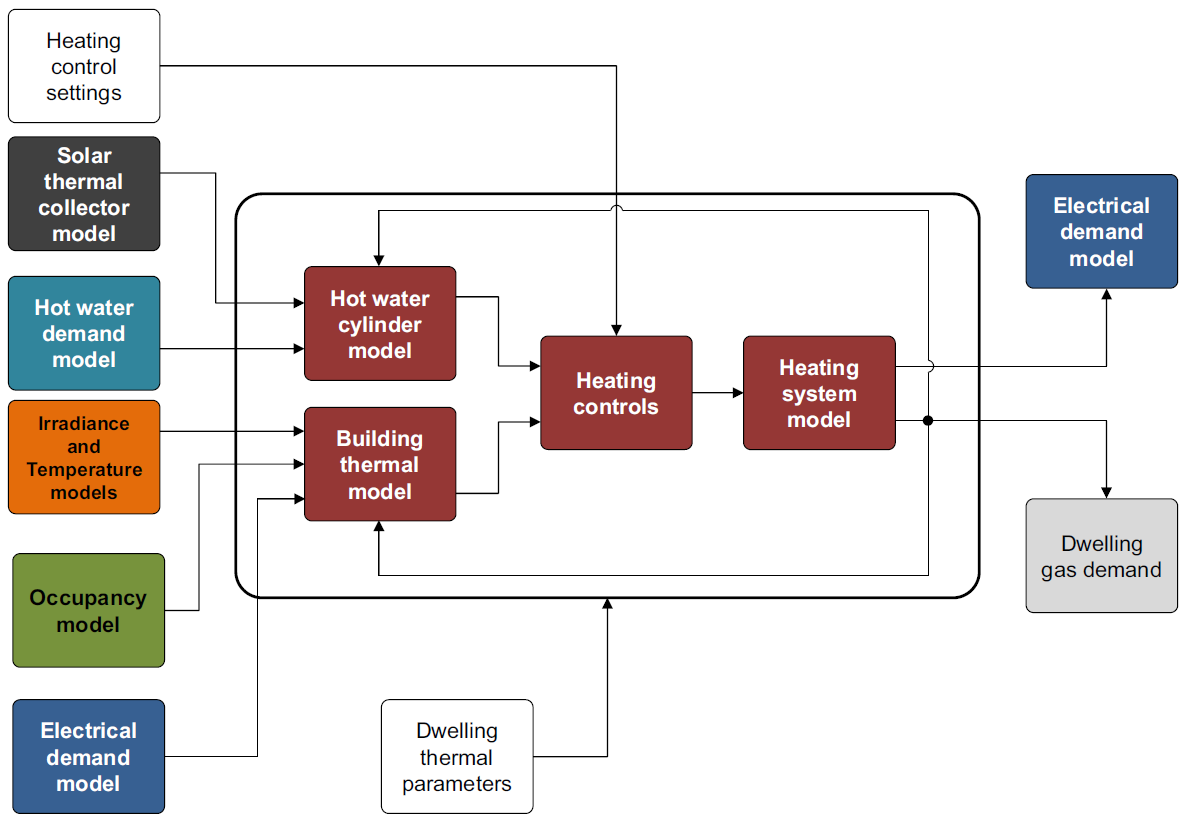 Heating
control
settings
Solar
thermal
collector
model
Hot water
demand
model
Irradiance
and
Temperature
models
Occupancy
model
Electrical
demand
model
Hot water
cylinder
model
Building
thermal
model
Heating
controls
Heating
system
model
Dwelling
thermal
parameters
Electrical
demand
model
Dwelling
gas demand